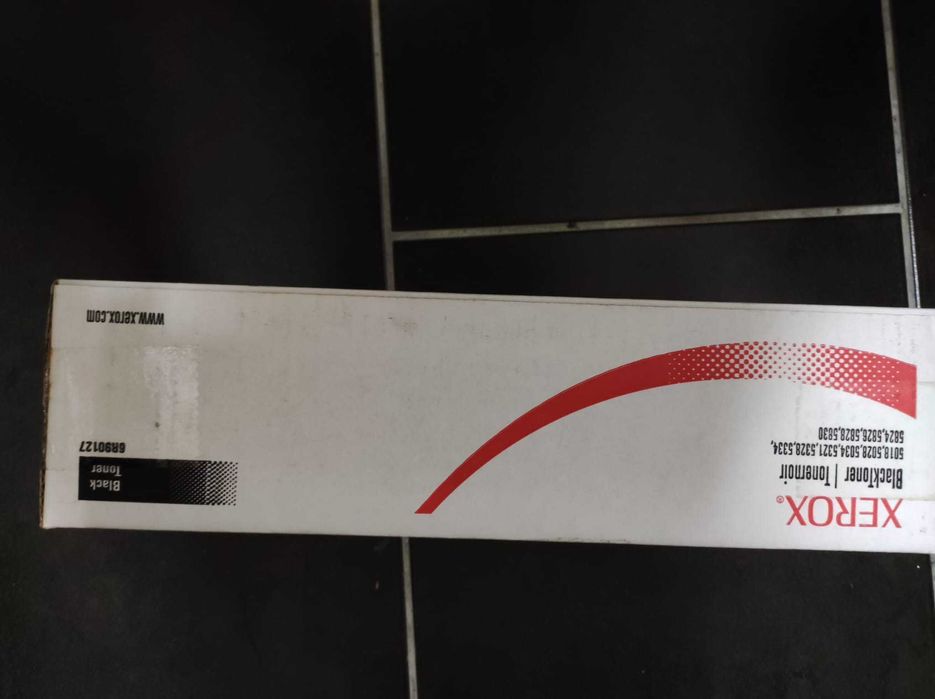 XEROX®
BlackToner | Tonernoir
5018,5028,5034,5321,5328,5334,
5824,5826,5828,5830
Black
Toner
6R90127
www.xerox.com